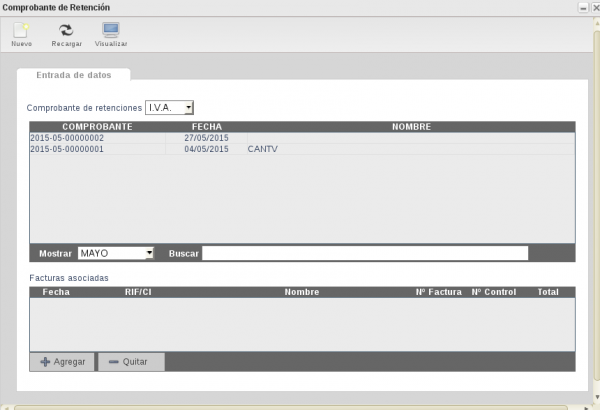 Comprobante de Retención
Nuevo Recargar Visualizar
Entrada de datos
Comprobante de retenciones I.V.A.
COMPROBANTE FECHA NOMBRE
2015-05-00000002 27/05/2015
2015-05-00000001 04/05/2015 CANTV
Mostrar MAYO Buscar
Facturas asociadas
Fecha RIF/CI Nombre Nº Factura Nº Control Total
Agregar Quitar